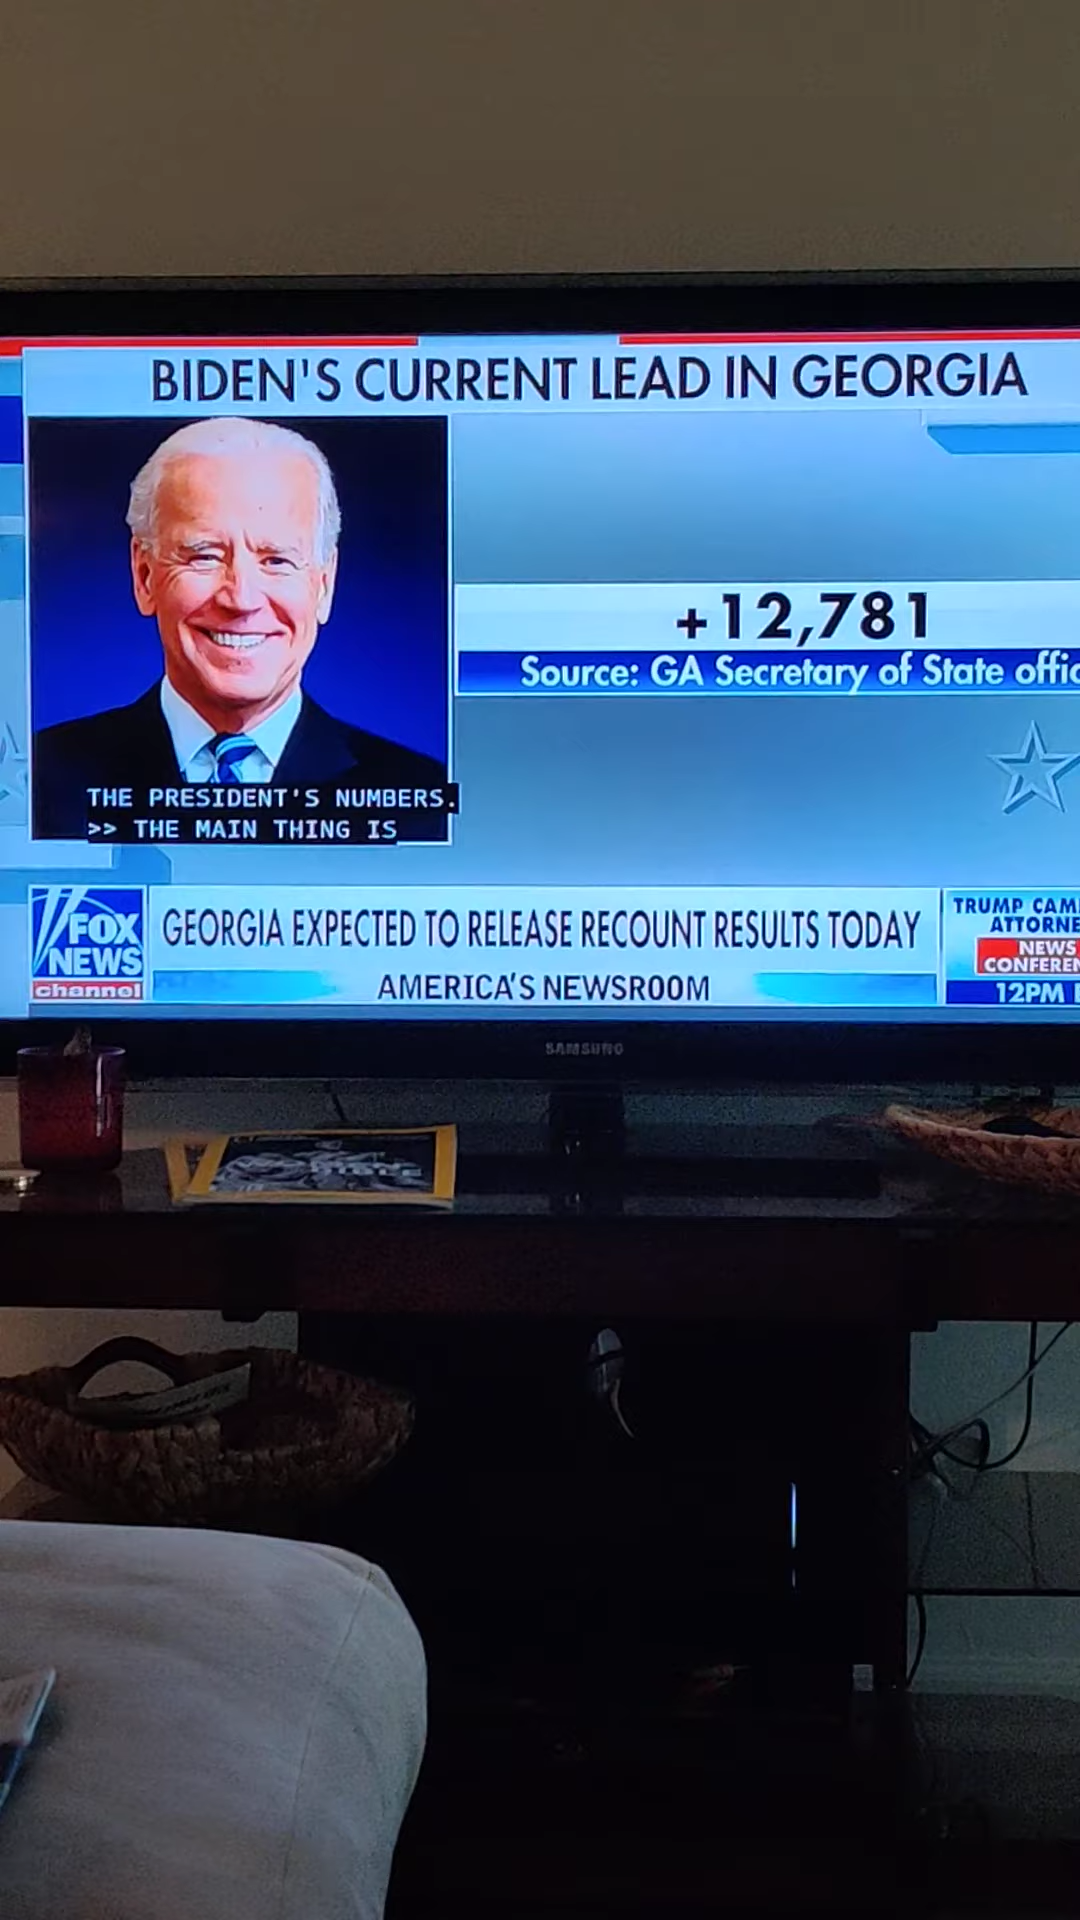 BIDEN'S CURRENT LEAD IN GEORGIA
+12,781
Source: GA Secretary of State offic
THE PRESIDENT'S NUMBERS.
>> THE MAIN THING IS
FOX
NEWS
channel
GEORGIA EXPECTED TO RELEASE RECOUNT RESULTS TODAY
AMERICA'S NEWSROOM
TRUMP CAM
ATTORNE
NEWS
CONFEREN
12PM E
SAMSUNG
BIBLE